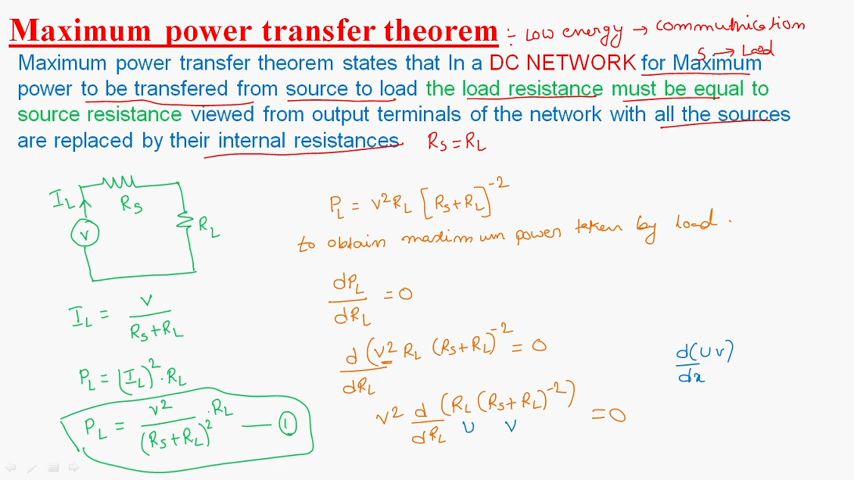 Maximum power transfer theorem :- Low energy → communication
S → Load
Maximum power transfer theorem states that In a DC NETWORK for Maximum
power to be transfered from source to load the load resistance must be equal to
source resistance viewed from output terminals of the network with all the sources
are replaced by their internal resistances. RS = RL
IL
RS
V
RL
IL = V / (RS+RL)
PL = (IL)² · RL
PL = V² / (RS+RL)² · RL — ①
PL = V² RL [RS+RL]⁻²
to obtain maximum power taken by load.
dPL / dRL = 0
d (V² RL (RS+RL)⁻² / dRL = 0
V² d / dRL (RL (RS+RL)⁻²) = 0
U V
d(UV) / dx